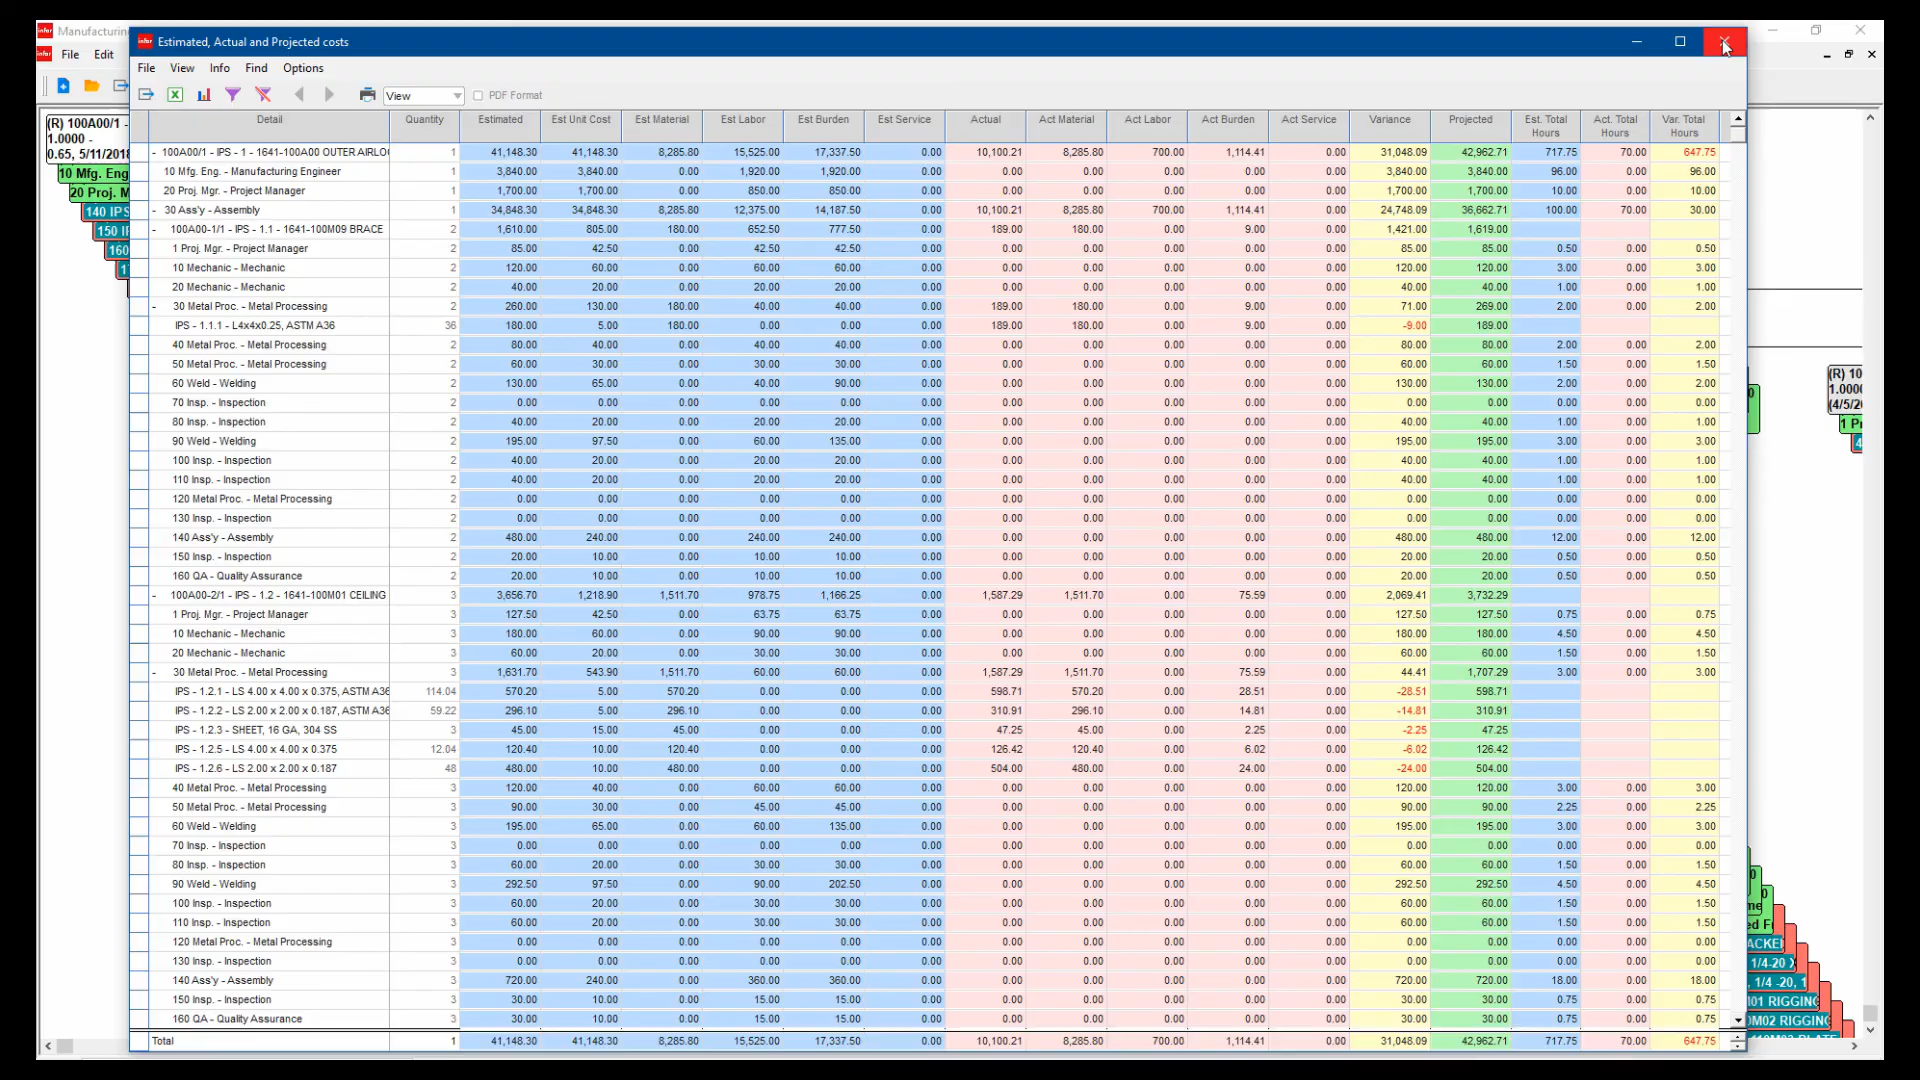 infor Manufacturing
infor Estimated, Actual and Projected costs
infor File Edit
File View Info Find Options
View PDF Format
Detail Quantity Estimated Est Unit Cost Est Material Est Labor Est Burden Est Service Actual Act Material Act Labor Act Burden Act Service Variance Projected Est. Total Hours Act. Total Hours Var. Total Hours
- 100A00/1 - IPS - 1 - 1641-100A00 OUTER AIRLO 1 41,148.30 41,148.30 8,285.80 15,525.00 17,337.50 0.00 10,100.21 8,285.80 700.00 1,114.41 0.00 31,048.09 42,962.71 717.75 70.00 647.75
10 Mfg. Eng. - Manufacturing Engineer 1 3,840.00 3,840.00 0.00 1,920.00 1,920.00 0.00 0.00 0.00 0.00 0.00 0.00 3,840.00 3,840.00 96.00 0.00 96.00
20 Proj. Mgr. - Project Manager 1 1,700.00 1,700.00 0.00 850.00 850.00 0.00 0.00 0.00 0.00 0.00 0.00 1,700.00 1,700.00 10.00 0.00 10.00
- 30 Ass'y - Assembly 1 34,848.30 34,848.30 8,285.80 12,375.00 14,187.50 0.00 10,100.21 8,285.80 700.00 1,114.41 0.00 24,748.09 36,662.71 100.00 70.00 30.00
- 100A00-1/1 - IPS - 1.1 - 1641-100M09 BRACE 2 1,610.00 805.00 180.00 652.50 777.50 0.00 189.00 180.00 0.00 9.00 0.00 1,421.00 1,619.00
1 Proj. Mgr. - Project Manager 2 85.00 42.50 0.00 42.50 42.50 0.00 0.00 0.00 0.00 0.00 0.00 85.00 85.00 0.50 0.00 0.50
10 Mechanic - Mechanic 2 120.00 60.00 0.00 60.00 60.00 0.00 0.00 0.00 0.00 0.00 0.00 120.00 120.00 3.00 0.00 3.00
20 Mechanic - Mechanic 2 40.00 20.00 0.00 20.00 20.00 0.00 0.00 0.00 0.00 0.00 0.00 40.00 40.00 1.00 0.00 1.00
- 30 Metal Proc. - Metal Processing 2 260.00 130.00 180.00 40.00 40.00 0.00 189.00 180.00 0.00 9.00 0.00 71.00 269.00 2.00 0.00 2.00
IPS - 1.1.1 - L4x4x0.25, ASTM A36 36 180.00 5.00 180.00 0.00 0.00 0.00 189.00 180.00 0.00 9.00 0.00 -9.00 189.00
40 Metal Proc. - Metal Processing 2 80.00 40.00 0.00 40.00 40.00 0.00 0.00 0.00 0.00 0.00 0.00 80.00 80.00 2.00 0.00 2.00
50 Metal Proc. - Metal Processing 2 60.00 30.00 0.00 30.00 30.00 0.00 0.00 0.00 0.00 0.00 0.00 60.00 60.00 1.50 0.00 1.50
60 Weld - Welding 2 130.00 65.00 0.00 40.00 90.00 0.00 0.00 0.00 0.00 0.00 0.00 130.00 130.00 2.00 0.00 2.00
70 Insp. - Inspection 2 0.00 0.00 0.00 0.00 0.00 0.00 0.00 0.00 0.00 0.00 0.00 0.00 0.00 0.00 0.00 0.00
80 Insp. - Inspection 2 40.00 20.00 0.00 20.00 20.00 0.00 0.00 0.00 0.00 0.00 0.00 40.00 40.00 1.00 0.00 1.00
90 Weld - Welding 2 195.00 97.50 0.00 60.00 135.00 0.00 0.00 0.00 0.00 0.00 0.00 195.00 195.00 3.00 0.00 3.00
100 Insp. - Inspection 2 40.00 20.00 0.00 20.00 20.00 0.00 0.00 0.00 0.00 0.00 0.00 40.00 40.00 1.00 0.00 1.00
110 Insp. - Inspection 2 40.00 20.00 0.00 20.00 20.00 0.00 0.00 0.00 0.00 0.00 0.00 40.00 40.00 1.00 0.00 1.00
120 Metal Proc. - Metal Processing 2 0.00 0.00 0.00 0.00 0.00 0.00 0.00 0.00 0.00 0.00 0.00 0.00 0.00 0.00 0.00 0.00
130 Insp. - Inspection 2 0.00 0.00 0.00 0.00 0.00 0.00 0.00 0.00 0.00 0.00 0.00 0.00 0.00 0.00 0.00 0.00
140 Ass'y - Assembly 2 480.00 240.00 0.00 240.00 240.00 0.00 0.00 0.00 0.00 0.00 0.00 480.00 480.00 12.00 0.00 12.00
150 Insp. - Inspection 2 20.00 10.00 0.00 10.00 10.00 0.00 0.00 0.00 0.00 0.00 0.00 20.00 20.00 0.50 0.00 0.50
160 QA - Quality Assurance 2 20.00 10.00 0.00 10.00 10.00 0.00 0.00 0.00 0.00 0.00 0.00 20.00 20.00 0.50 0.00 0.50
- 100A00-2/1 - IPS - 1.2 - 1641-100M01 CEILING 3 3,656.70 1,218.90 1,511.70 978.75 1,166.25 0.00 1,587.29 1,511.70 0.00 75.59 0.00 2,069.41 3,732.29
1 Proj. Mgr. - Project Manager 3 127.50 42.50 0.00 63.75 63.75 0.00 0.00 0.00 0.00 0.00 0.00 127.50 127.50 0.75 0.00 0.75
10 Mechanic - Mechanic 3 180.00 60.00 0.00 90.00 90.00 0.00 0.00 0.00 0.00 0.00 0.00 180.00 180.00 4.50 0.00 4.50
20 Mechanic - Mechanic 3 60.00 20.00 0.00 30.00 30.00 0.00 0.00 0.00 0.00 0.00 0.00 60.00 60.00 1.50 0.00 1.50
- 30 Metal Proc. - Metal Processing 3 1,631.70 543.90 1,511.70 60.00 60.00 0.00 1,587.29 1,511.70 0.00 75.59 0.00 44.41 1,707.29 3.00 0.00 3.00
IPS - 1.2.1 - LS 4.00 x 4.00 x 0.375, ASTM A36 114.04 570.20 5.00 570.20 0.00 0.00 0.00 598.71 570.20 0.00 28.51 0.00 -28.51 598.71
IPS - 1.2.2 - LS 2.00 x 2.00 x 0.187, ASTM A36 59.22 296.10 5.00 296.10 0.00 0.00 0.00 310.91 296.10 0.00 14.81 0.00 -14.81 310.91
IPS - 1.2.3 - SHEET, 16 GA, 304 SS 3 45.00 15.00 45.00 0.00 0.00 0.00 47.25 45.00 0.00 2.25 0.00 -2.25 47.25
IPS - 1.2.5 - LS 4.00 x 4.00 x 0.375 12.04 120.40 10.00 120.40 0.00 0.00 0.00 126.42 120.40 0.00 6.02 0.00 -6.02 126.42
IPS - 1.2.6 - LS 2.00 x 2.00 x 0.187 48 480.00 10.00 480.00 0.00 0.00 0.00 504.00 480.00 0.00 24.00 0.00 -24.00 504.00
40 Metal Proc. - Metal Processing 3 120.00 40.00 0.00 60.00 60.00 0.00 0.00 0.00 0.00 0.00 0.00 120.00 120.00 3.00 0.00 3.00
50 Metal Proc. - Metal Processing 3 90.00 30.00 0.00 45.00 45.00 0.00 0.00 0.00 0.00 0.00 0.00 90.00 90.00 2.25 0.00 2.25
60 Weld - Welding 3 195.00 65.00 0.00 60.00 135.00 0.00 0.00 0.00 0.00 0.00 0.00 195.00 195.00 3.00 0.00 3.00
70 Insp. - Inspection 3 0.00 0.00 0.00 0.00 0.00 0.00 0.00 0.00 0.00 0.00 0.00 0.00 0.00 0.00 0.00 0.00
80 Insp. - Inspection 3 60.00 20.00 0.00 30.00 30.00 0.00 0.00 0.00 0.00 0.00 0.00 60.00 60.00 1.50 0.00 1.50
90 Weld - Welding 3 292.50 97.50 0.00 90.00 202.50 0.00 0.00 0.00 0.00 0.00 0.00 292.50 292.50 4.50 0.00 4.50
100 Insp. - Inspection 3 60.00 20.00 0.00 30.00 30.00 0.00 0.00 0.00 0.00 0.00 0.00 60.00 60.00 1.50 0.00 1.50
110 Insp. - Inspection 3 60.00 20.00 0.00 30.00 30.00 0.00 0.00 0.00 0.00 0.00 0.00 60.00 60.00 1.50 0.00 1.50
120 Metal Proc. - Metal Processing 3 0.00 0.00 0.00 0.00 0.00 0.00 0.00 0.00 0.00 0.00 0.00 0.00 0.00 0.00 0.00 0.00
130 Insp. - Inspection 3 0.00 0.00 0.00 0.00 0.00 0.00 0.00 0.00 0.00 0.00 0.00 0.00 0.00 0.00 0.00 0.00
140 Ass'y - Assembly 3 720.00 240.00 0.00 360.00 360.00 0.00 0.00 0.00 0.00 0.00 0.00 720.00 720.00 18.00 0.00 18.00
150 Insp. - Inspection 3 30.00 10.00 0.00 15.00 15.00 0.00 0.00 0.00 0.00 0.00 0.00 30.00 30.00 0.75 0.00 0.75
160 QA - Quality Assurance 3 30.00 10.00 0.00 15.00 15.00 0.00 0.00 0.00 0.00 0.00 0.00 30.00 30.00 0.75 0.00 0.75
Total 1 41,148.30 41,148.30 8,285.80 15,525.00 17,337.50 0.00 10,100.21 8,285.80 700.00 1,114.41 0.00 31,048.09 42,962.71 717.75 70.00 647.75
(R) 100A00/1 -
1.0000 -
0.65, 5/11/2018
10 Mfg. Eng
20 Proj. M
140 IPS
150 IF
160
1
(R) 10
1.000
(4/5/2
1 P
4
0
0
0
me
ed F
ACKE
1/4-20
, 1/4 -20, 1
101 RIGGING
0M02 RIGGING